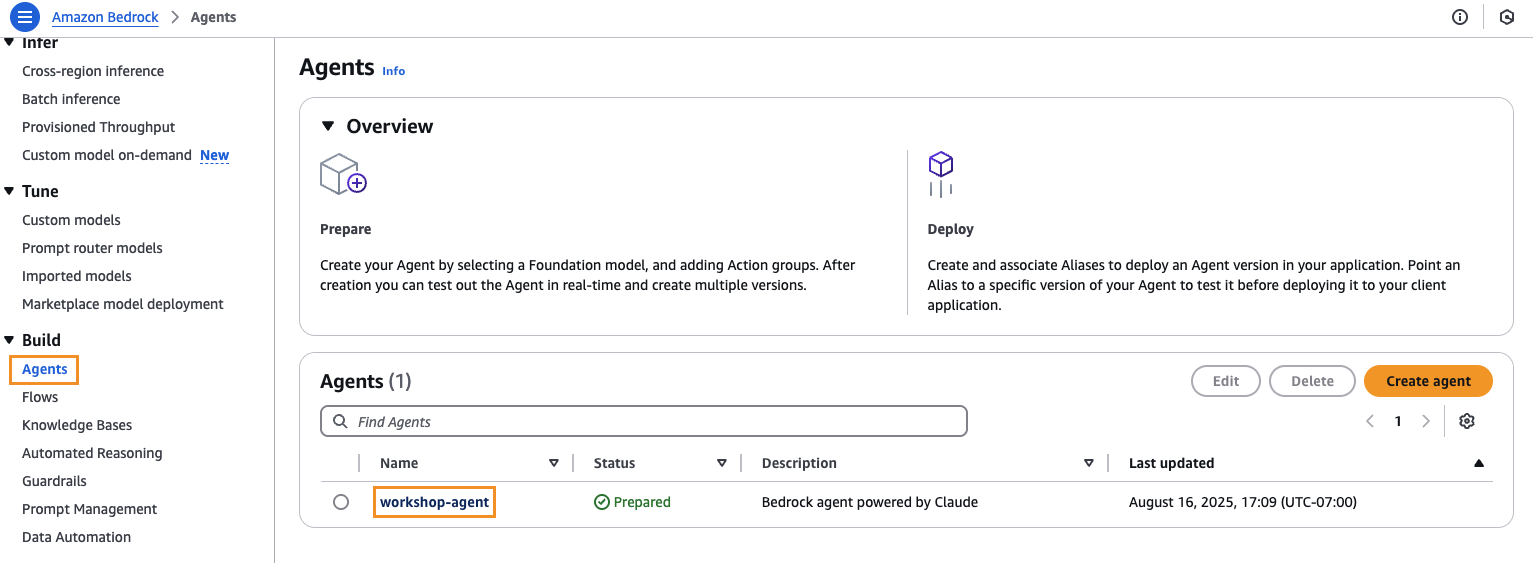 Amazon Bedrock > Agents
Infer
Cross-region inference
Batch inference
Provisioned Throughput
Custom model on-demand New
Tune
Custom models
Prompt router models
Imported models
Marketplace model deployment
Build
Agents
Flows
Knowledge Bases
Automated Reasoning
Guardrails
Prompt Management
Data Automation
Agents Info
Overview
Prepare
Create your Agent by selecting a Foundation model, and adding Action groups. After
creation you can test out the Agent in real-time and create multiple versions.
Deploy
Create and associate Aliases to deploy an Agent version in your application. Point an
Alias to a specific version of your Agent to test it before deploying it to your client
application.
Agents (1)
Edit Delete Create agent
Find Agents
1
Name Status Description Last updated
workshop-agent Prepared Bedrock agent powered by Claude August 16, 2025, 17:09 (UTC-07:00)